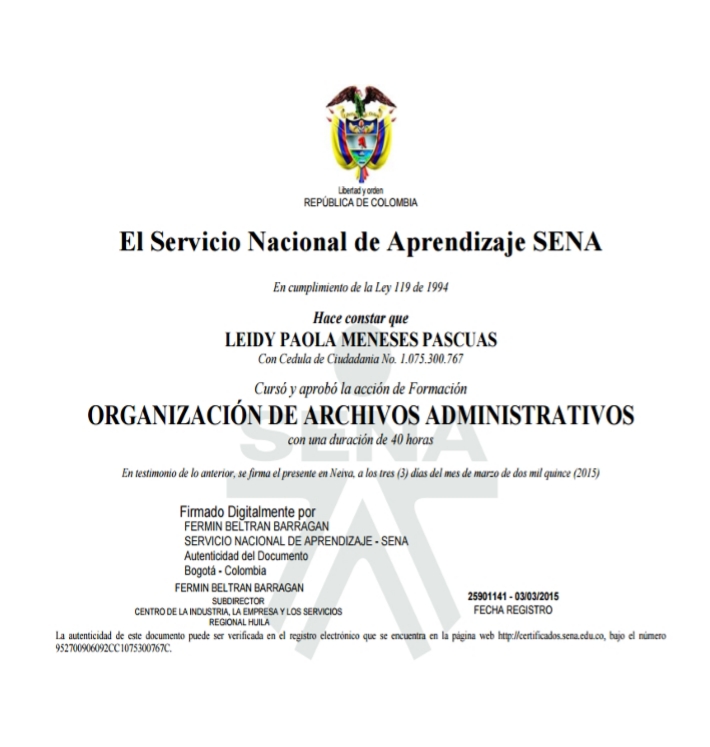 Libertad y orden
REPÚBLICA DE COLOMBIA
El Servicio Nacional de Aprendizaje SENA
En cumplimiento de la Ley 119 de 1994
Hace constar que
LEIDY PAOLA MENESES PASCUAS
Con Cedula de Ciudadania No. 1.075.300.767
Cursó y aprobó la acción de Formación
ORGANIZACIÓN DE ARCHIVOS ADMINISTRATIVOS
SENA
con una duración de 40 horas
En testimonio de lo anterior, se firma el presente en Neiva, a los tres (3) días del mes de marzo de dos mil quince (2015)
Firmado Digitalmente por
FERMIN BELTRAN BARRAGAN
SERVICIO NACIONAL DE APRENDIZAJE - SENA
Autenticidad del Documento
Bogotá - Colombia
FERMIN BELTRAN BARRAGAN
SUBDIRECTOR
CENTRO DE LA INDUSTRIA, LA EMPRESA Y LOS SERVICIOS
REGIONAL HUILA
25901141 - 03/03/2015
FECHA REGISTRO
La autenticidad de este documento puede ser verificada en el registro electrónico que se encuentra en la página web http://certificados.sena.edu.co, bajo el número
952700906092CC1075300767C.